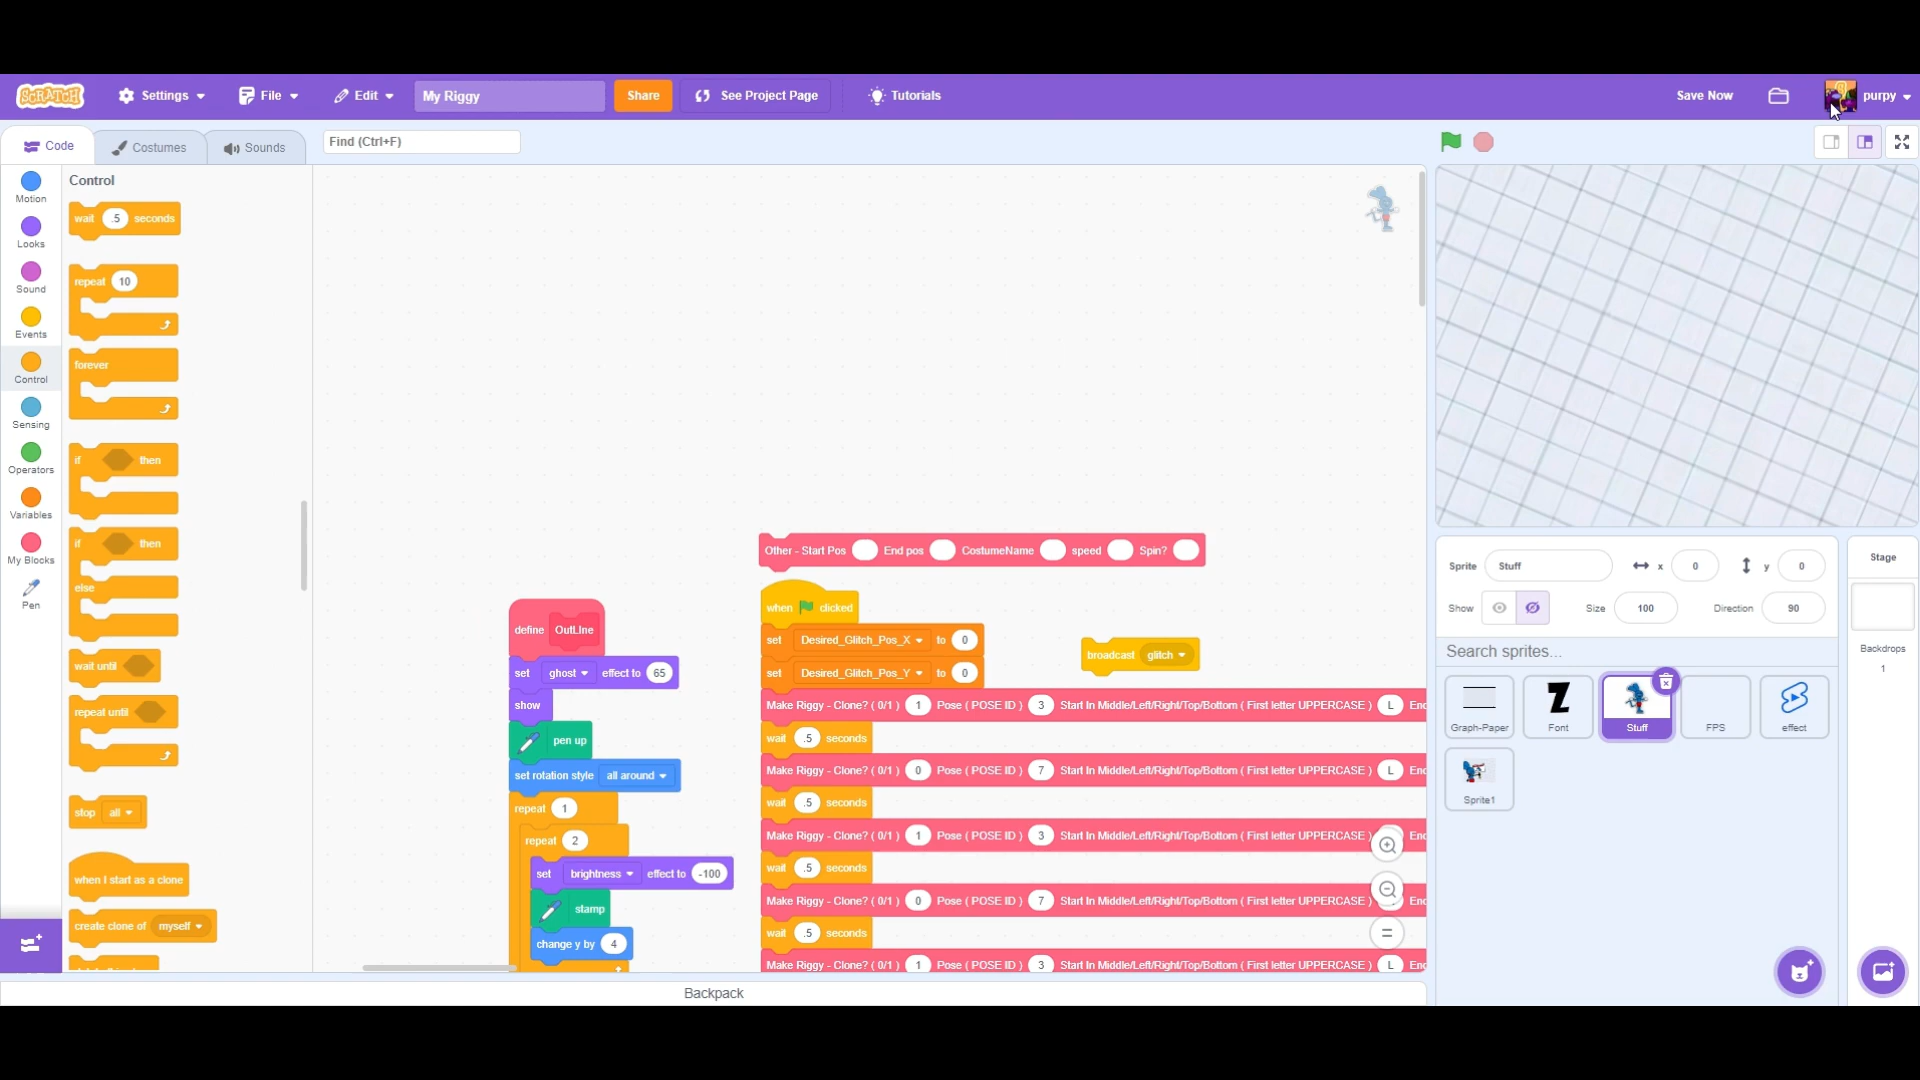 SCRATCH Settings File Edit My Riggy Share See Project Page Tutorials Save Now purpy
Code Costumes Sounds Find (Ctrl+F)
Motion
Looks
Sound
Events
Control
Sensing
Operators
Variables
My Blocks
Pen
Control
wait .5 seconds
repeat 10
forever
if then
if then
else
wait until
repeat until
stop all
when I start as a clone
create clone of myself
define OutLIne
set ghost effect to 65
show
pen up
set rotation style all around
repeat 1
repeat 2
set brightness effect to -100
stamp
change y by 4
Other - Start Pos End pos CostumeName speed Spin?
when clicked
set Desired_Glitch_Pos_X to 0
set Desired_Glitch_Pos_Y to 0
Make Riggy - Clone? ( 0/1 ) 1 Pose ( POSE ID ) 3 Start In Middle/Left/Right/Top/Bottom ( First letter UPPERCASE ) L
wait .5 seconds
Make Riggy - Clone? ( 0/1 ) 0 Pose ( POSE ID ) 7 Start In Middle/Left/Right/Top/Bottom ( First letter UPPERCASE ) L
wait .5 seconds
Make Riggy - Clone? ( 0/1 ) 1 Pose ( POSE ID ) 3 Start In Middle/Left/Right/Top/Bottom ( First letter UPPERCASE )
wait .5 seconds
Make Riggy - Clone? ( 0/1 ) 0 Pose ( POSE ID ) 7 Start In Middle/Left/Right/Top/Bottom ( First letter UPPERCASE )
wait .5 seconds
Make Riggy - Clone? ( 0/1 ) 1 Pose ( POSE ID ) 3 Start In Middle/Left/Right/Top/Bottom ( First letter UPPERCASE ) L
broadcast glitch
Backpack
Sprite Stuff x 0 y 0
Show Size 100 Direction 90
Search sprites...
Graph-Paper Font Stuff FPS effect
Sprite1
Stage
Backdrops
1